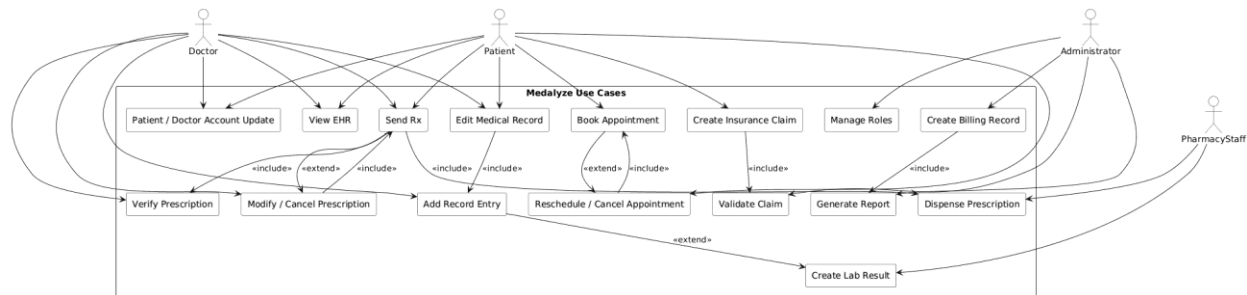 Doctor
Patient
Administrator
Medalyze Use Cases
Patient / Doctor Account Update
View EHR
Send Rx
Edit Medical Record
Book Appointment
Create Insurance Claim
Manage Roles
Create Billing Record
PharmacyStaff
«include»
«extend»
«include»
«include»
«extend»
«include»
«include»
«include»
Verify Prescription
Modify / Cancel Prescription
Add Record Entry
Reschedule / Cancel Appointment
Validate Claim
Generate Report
Dispense Prescription
«extend»
Create Lab Result